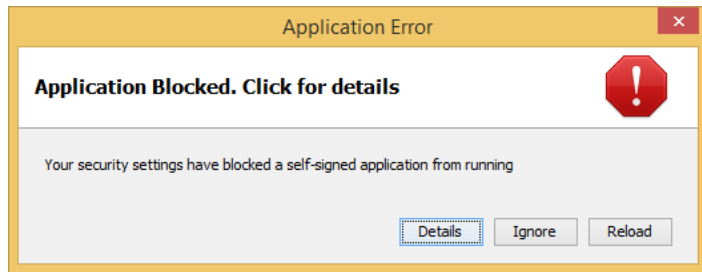 Application Error
Application Blocked. Click for details
Your security settings have blocked a self-signed application from running
Details Ignore Reload